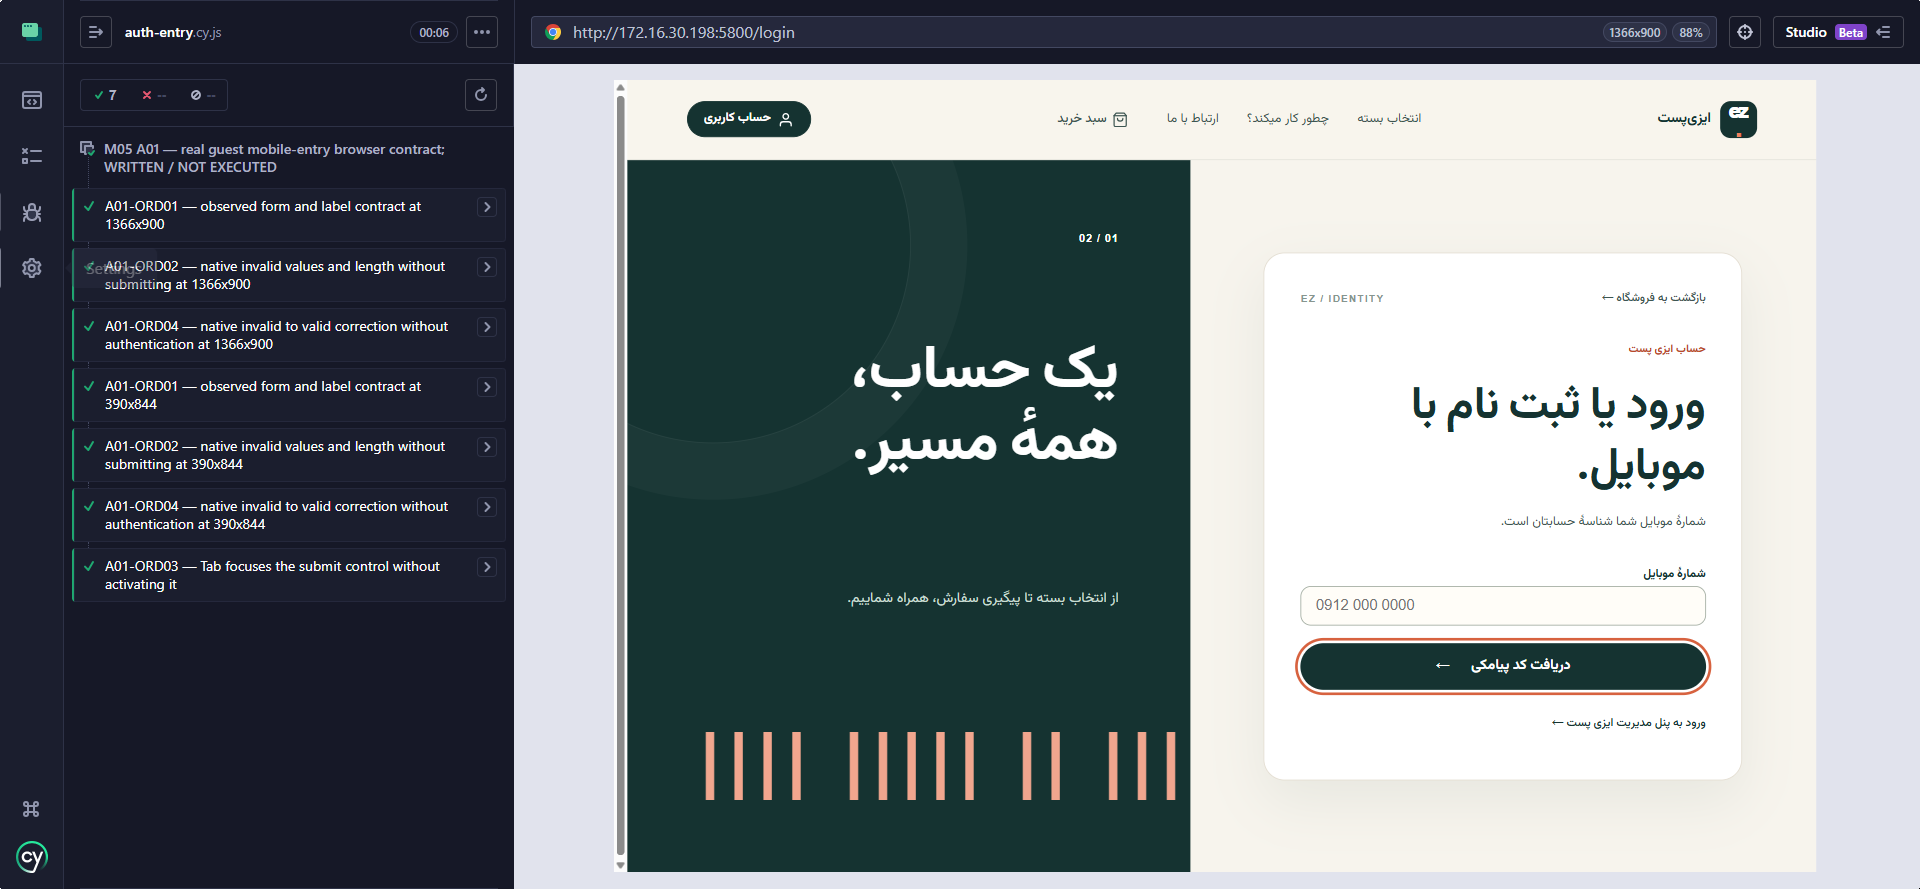 auth-entry.cy.js
00:06
http://172.16.30.198:5800/login
1366x900
88%
Studio Beta
7
--
--
M05 A01 — real guest mobile-entry browser contract;
WRITTEN / NOT EXECUTED
A01-ORD01 — observed form and label contract at
1366x900
Settings
A01-ORD02 — native invalid values and length without
submitting at 1366x900
A01-ORD04 — native invalid to valid correction without
authentication at 1366x900
A01-ORD01 — observed form and label contract at
390x844
A01-ORD02 — native invalid values and length without
submitting at 390x844
A01-ORD04 — native invalid to valid correction without
authentication at 390x844
A01-ORD03 — Tab focuses the submit control without
activating it
cy
ez
ایزی‌پست
انتخاب بسته
چطور کار میکند؟
ارتباط با ما
سبد خرید
حساب کاربری
بازگشت به فروشگاه ←
EZ / IDENTITY
حساب ایزی پست
ورود یا ثبت نام با
موبایل.
شمارهٔ موبایل شما شناسهٔ حسابتان است.
شمارهٔ موبایل
0912 000 0000
دریافت کد پیامکی ←
ورود به پنل مدیریت ایزی پست ←
02 / 01
یک حساب،
همهٔ مسیر.
از انتخاب بسته تا پیگیری سفارش، همراه شماییم.